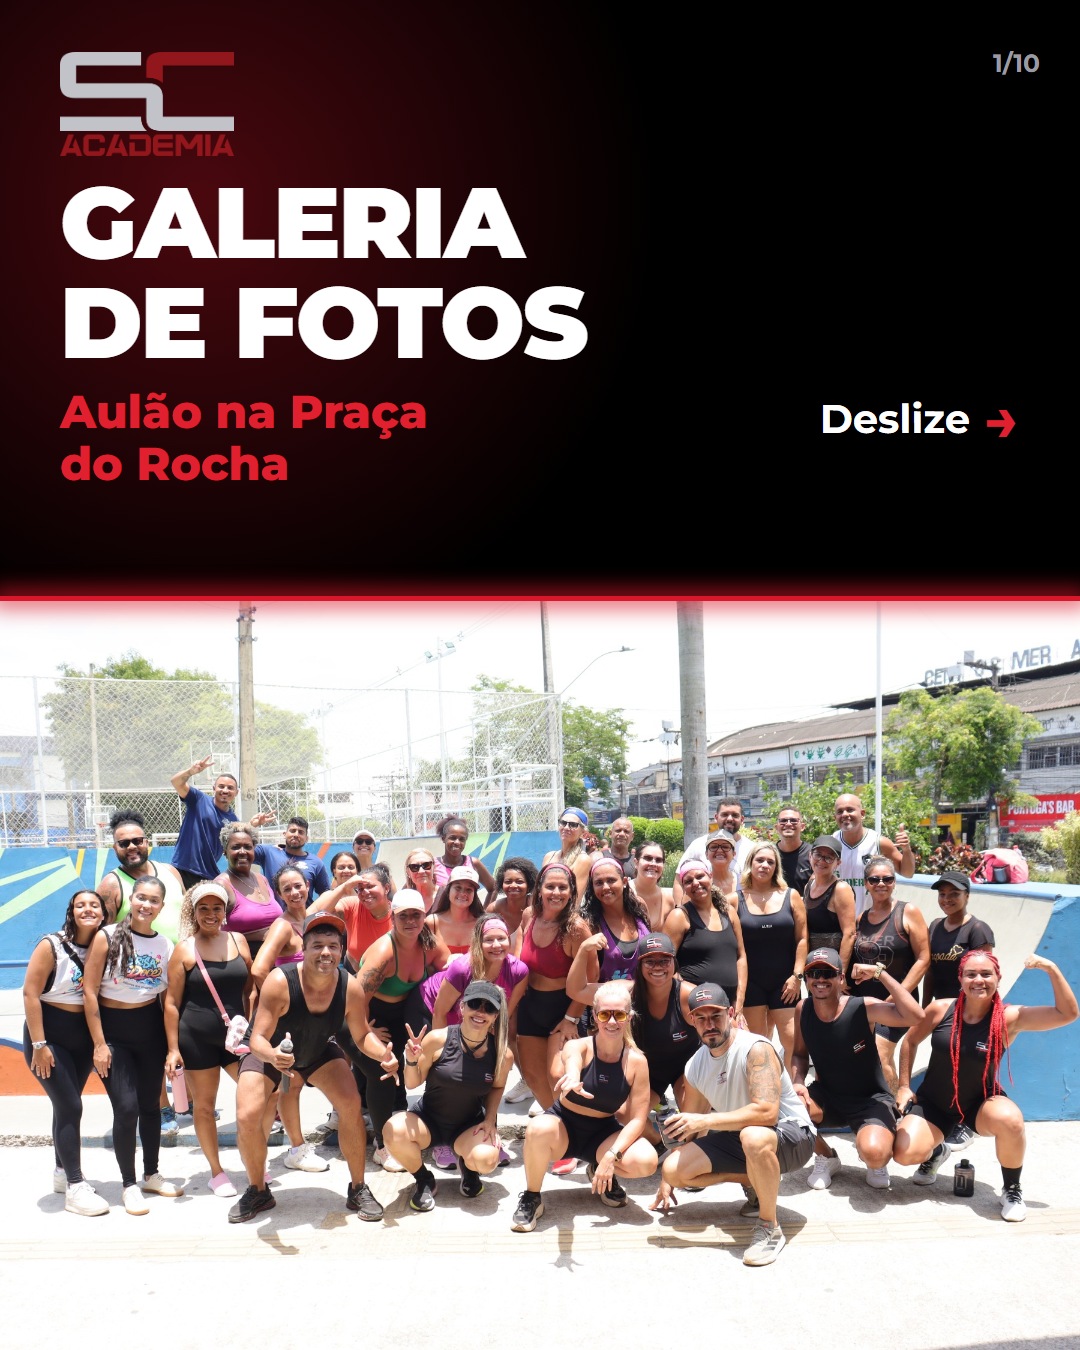 SC
ACADEMIA
1/10
GALERIA
DE FOTOS
Aulão na Praça
do Rocha
Deslize →
PORTUGA'S BAR